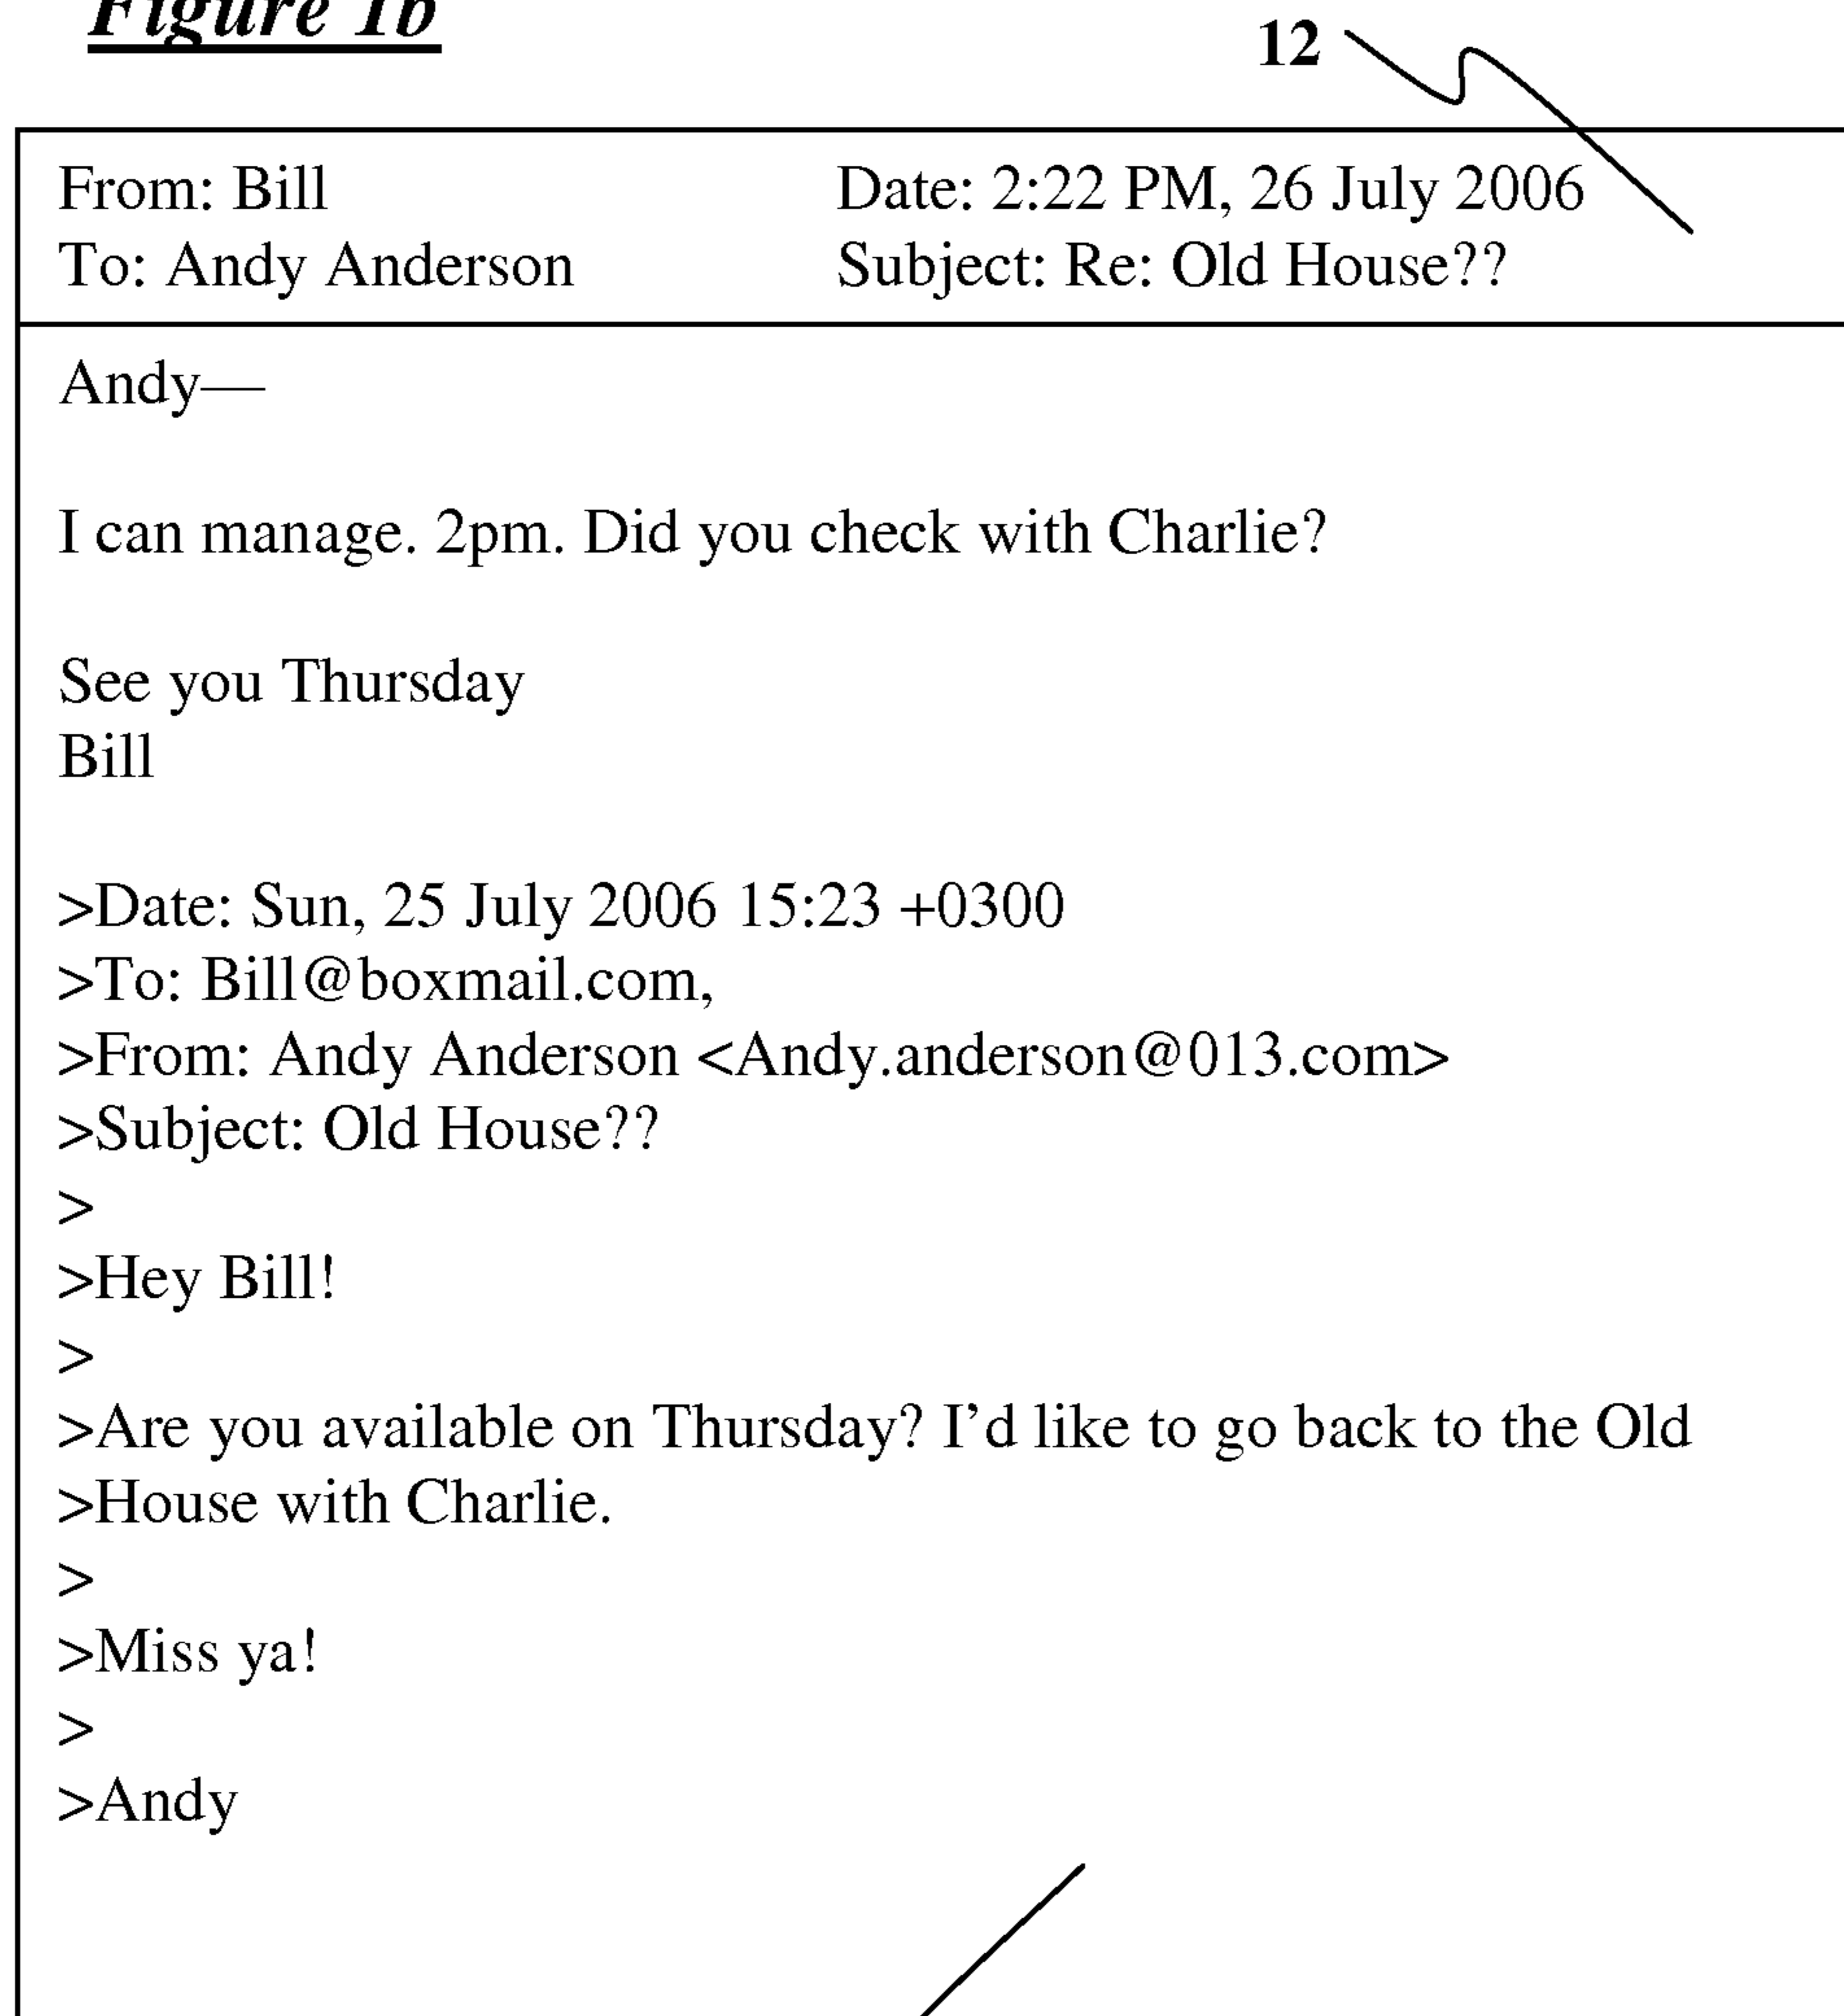 Figure 1b
12
From: Bill Date: 2:22 PM, 26 July 2006
To: Andy Anderson Subject: Re: Old House??
Andy—
I can manage. 2pm. Did you check with Charlie?
See you Thursday
Bill
>Date: Sun, 25 July 2006 15:23 +0300
>To: Bill@boxmail.com,
>From: Andy Anderson <Andy.anderson@013.com>
>Subject: Old House??
>
>Hey Bill!
>
>Are you available on Thursday? I’d like to go back to the Old
>House with Charlie.
>
>Miss ya!
>
>Andy